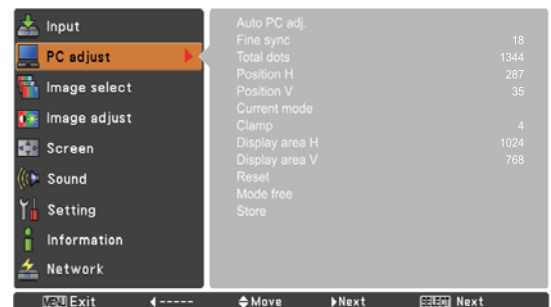 Input
PC adjust
Image select
Image adjust
Screen
Sound
Setting
Information
Network
Auto PC adj.
Fine sync 18
Total dots 1344
Position H 287
Position V 35
Current mode
Clamp 4
Display area H 1024
Display area V 768
Reset
Mode free
Store
MENU Exit ◀----- Move ▶Next SELECT Next